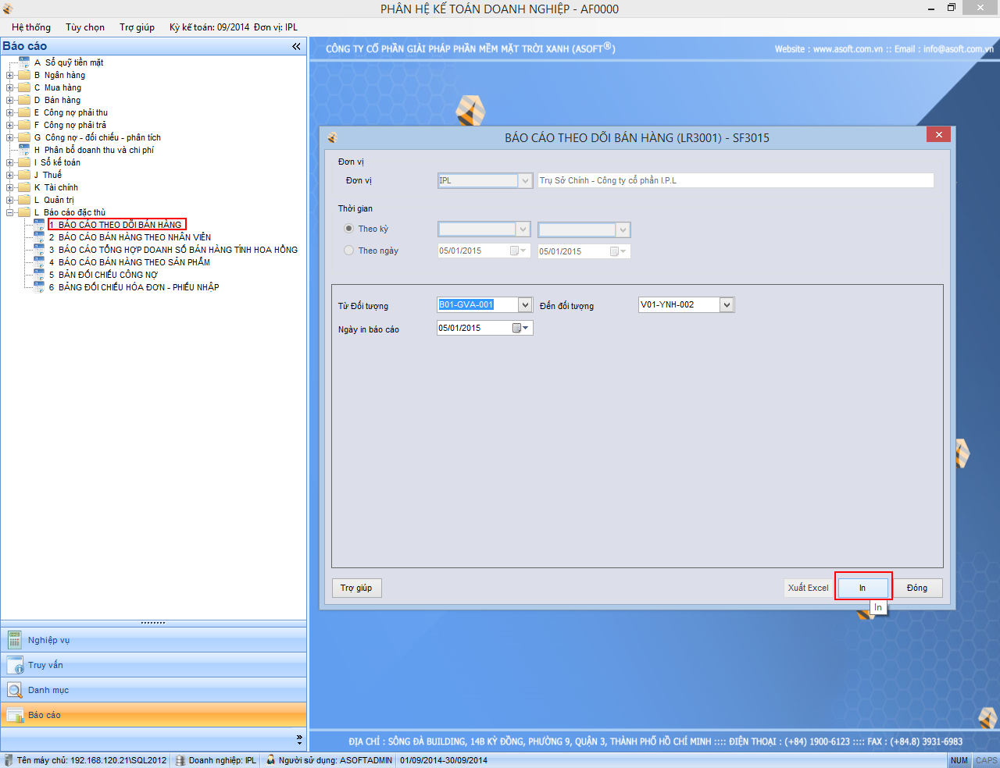 PHÂN HỆ KẾ TOÁN DOANH NGHIỆP - AF0000
Hệ thống Tùy chọn Trợ giúp Kỳ kế toán: 09/2014 Đơn vị: IPL
Báo cáo
A Sổ quỹ tiền mặt
B Ngân hàng
C Mua hàng
D Bán hàng
E Công nợ phải thu
F Công nợ phải trả
G Công nợ - đối chiếu - phân tích
H Phân bổ doanh thu và chi phí
I Sổ kế toán
J Thuế
K Tài chính
L Quản trị
L Báo cáo đặc thù
1 BÁO CÁO THEO DÕI BÁN HÀNG
2 BÁO CÁO BÁN HÀNG THEO NHÂN VIÊN
3 BÁO CÁO TỔNG HỢP DOANH SỐ BÁN HÀNG TÍNH HOA HỒNG
4 BÁO CÁO BÁN HÀNG THEO SẢN PHẨM
5 BẢN ĐỐI CHIẾU CÔNG NỢ
6 BẢNG ĐỐI CHIẾU HÓA ĐƠN - PHIẾU NHẬP
Nghiệp vụ
Truy vấn
Danh mục
Báo cáo
CÔNG TY CỔ PHẦN GIẢI PHÁP PHẦN MỀM MẶT TRỜI XANH (ASOFT®)
Website : www.asoft.com.vn :: Email : info@asoft.com.vn
BÁO CÁO THEO DÕI BÁN HÀNG (LR3001) - SF3015
Đơn vị
Đơn vị IPL Trụ Sở Chính - Công ty cổ phần I.P.L
Thời gian
Theo kỳ
Theo ngày 05/01/2015 05/01/2015
Từ Đối tượng B01-GVA-001 Đến đối tượng V01-YNH-002
Ngày in báo cáo 05/01/2015
Trợ giúp Xuất Excel In Đóng
In
ĐỊA CHỈ : SÔNG ĐÀ BUILDING, 14B KỲ ĐỒNG, PHƯỜNG 9, QUẬN 3, THÀNH PHỐ HỒ CHÍ MINH :::: ĐIỆN THOẠI : (+84) 1900-6123 :::: FAX : (+84.8) 3931-6983
Tên máy chủ: 192.168.120.21\SQL2012 Doanh nghiệp: IPL Người sử dụng: ASOFTADMIN 01/09/2014-30/09/2014 NUM CAPS